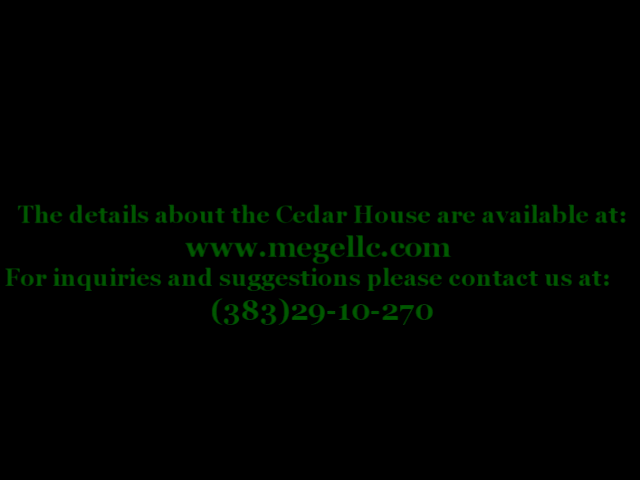 The details about the Cedar House are available at:
www.megellc.com
For inquiries and suggestions please contact us at:
(383)29-10-270